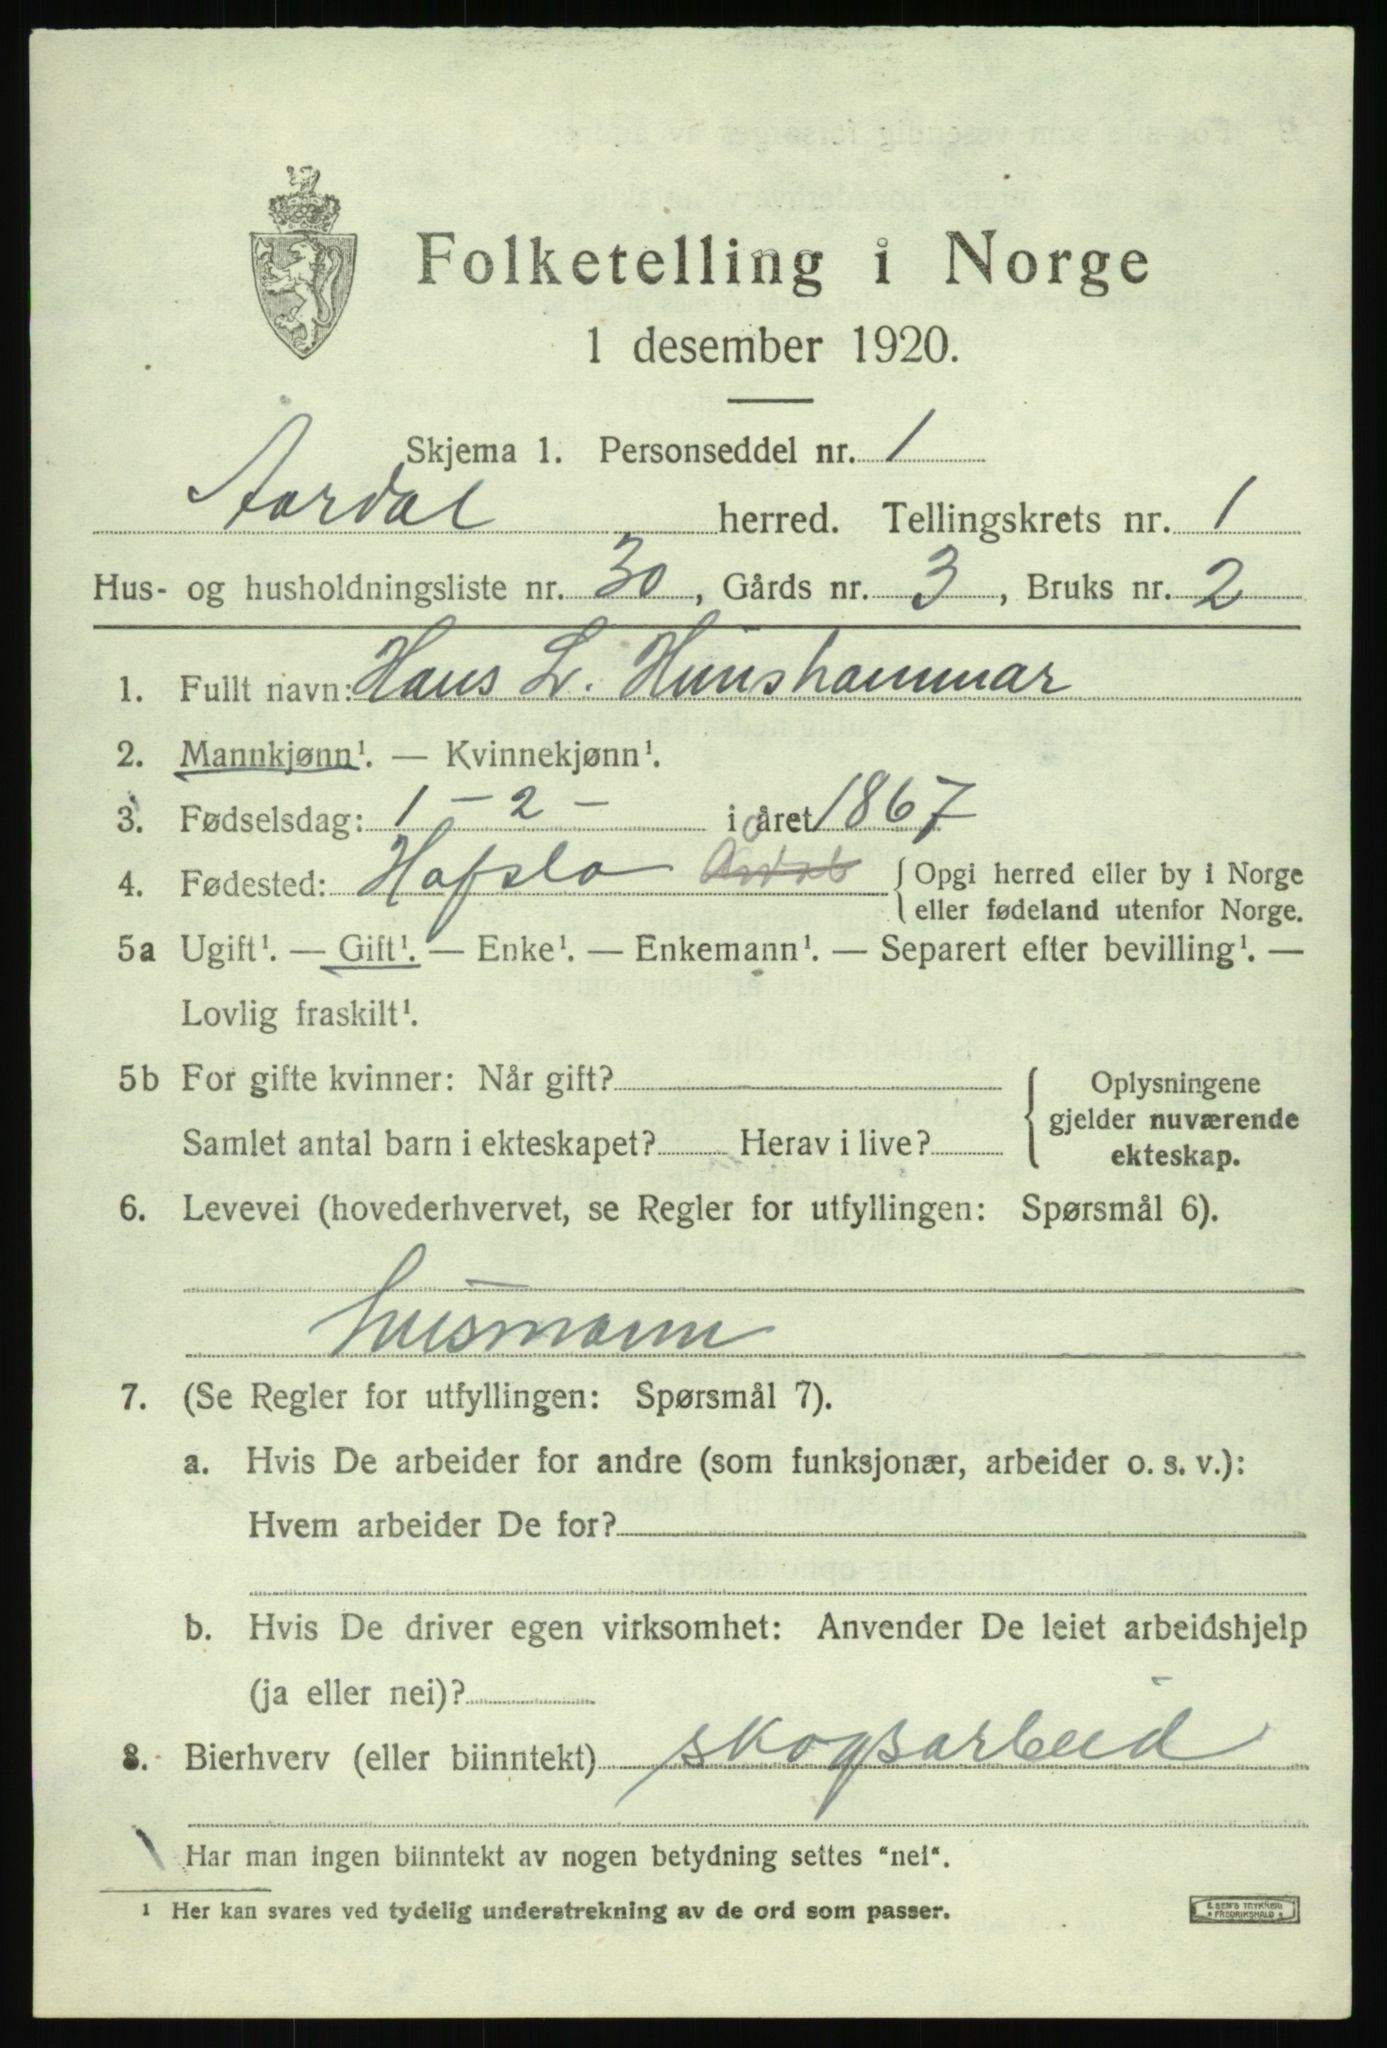 Folketelling i Norge
1 desember 1920.
Skjema 1. Personseddel nr. 1
Aardal herred. Tellingskrets nr. 1
Hus- og husholdningsliste nr. 30, Gårds nr. 3, Bruks nr. 2
1. Fullt navn: Hans L. Hunshammar
2. Mannkjønn¹. — Kvinnekjønn¹.
3. Fødselsdag: 1 - 2 - i året 1867
4. Fødested: Hafslo Årdal { Opgi herred eller by i Norge
eller fødeland utenfor Norge.
5a Ugift¹. — Gift¹. — Enke¹. — Enkemann¹. — Separert efter bevilling¹. —
Lovlig fraskilt¹.
5b For gifte kvinner: Når gift?
Samlet antal barn i ekteskapet? Herav i live?
Oplysningene
gjelder nuværende
ekteskap.
6. Levevei (hovederhvervet, se Regler for utfyllingen: Spørsmål 6).
husmann
7. (Se Regler for utfyllingen: Spørsmål 7).
a. Hvis De arbeider for andre (som funksjonær, arbeider o. s. v.):
Hvem arbeider De for?
b. Hvis De driver egen virksomhet: Anvender De leiet arbeidshjelp
(ja eller nei)?
8. Bierhverv (eller biinntekt) skogsarbeid
Har man ingen biinntekt av nogen betydning settes "nei".
¹ Her kan svares ved tydelig understrekning av de ord som passer.
E. SEM'S TRYKKERI
* FREDRIKSHALD *